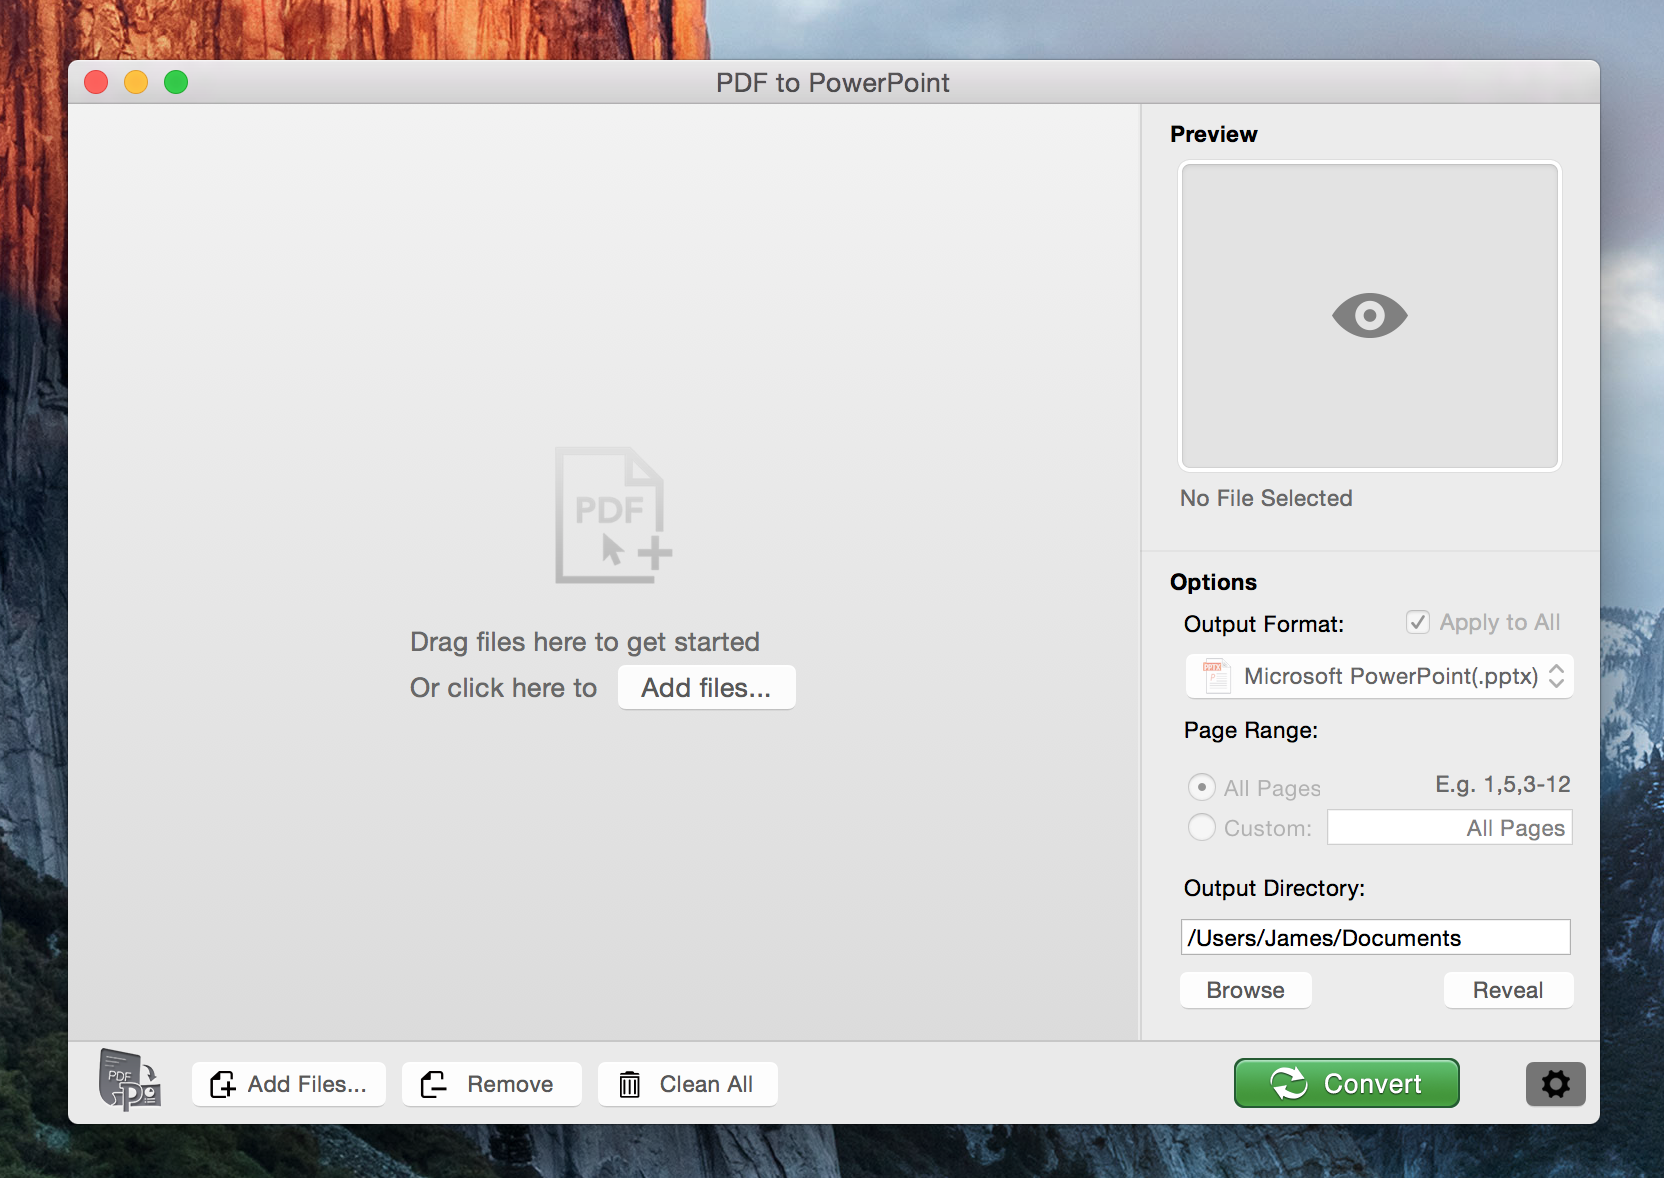 PDF to PowerPoint
PDF
Drag files here to get started
Or click here to Add files...
Preview
No File Selected
Options
Output Format: Apply to All
PPTX P Microsoft PowerPoint(.pptx)
Page Range:
All Pages E.g. 1,5,3-12
Custom: All Pages
Output Directory:
/Users/James/Documents
Browse Reveal
PDF P Add Files... Remove Clean All Convert